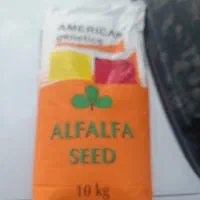 AMERICAN
genetics
ALFALFA
SEED
10 kg